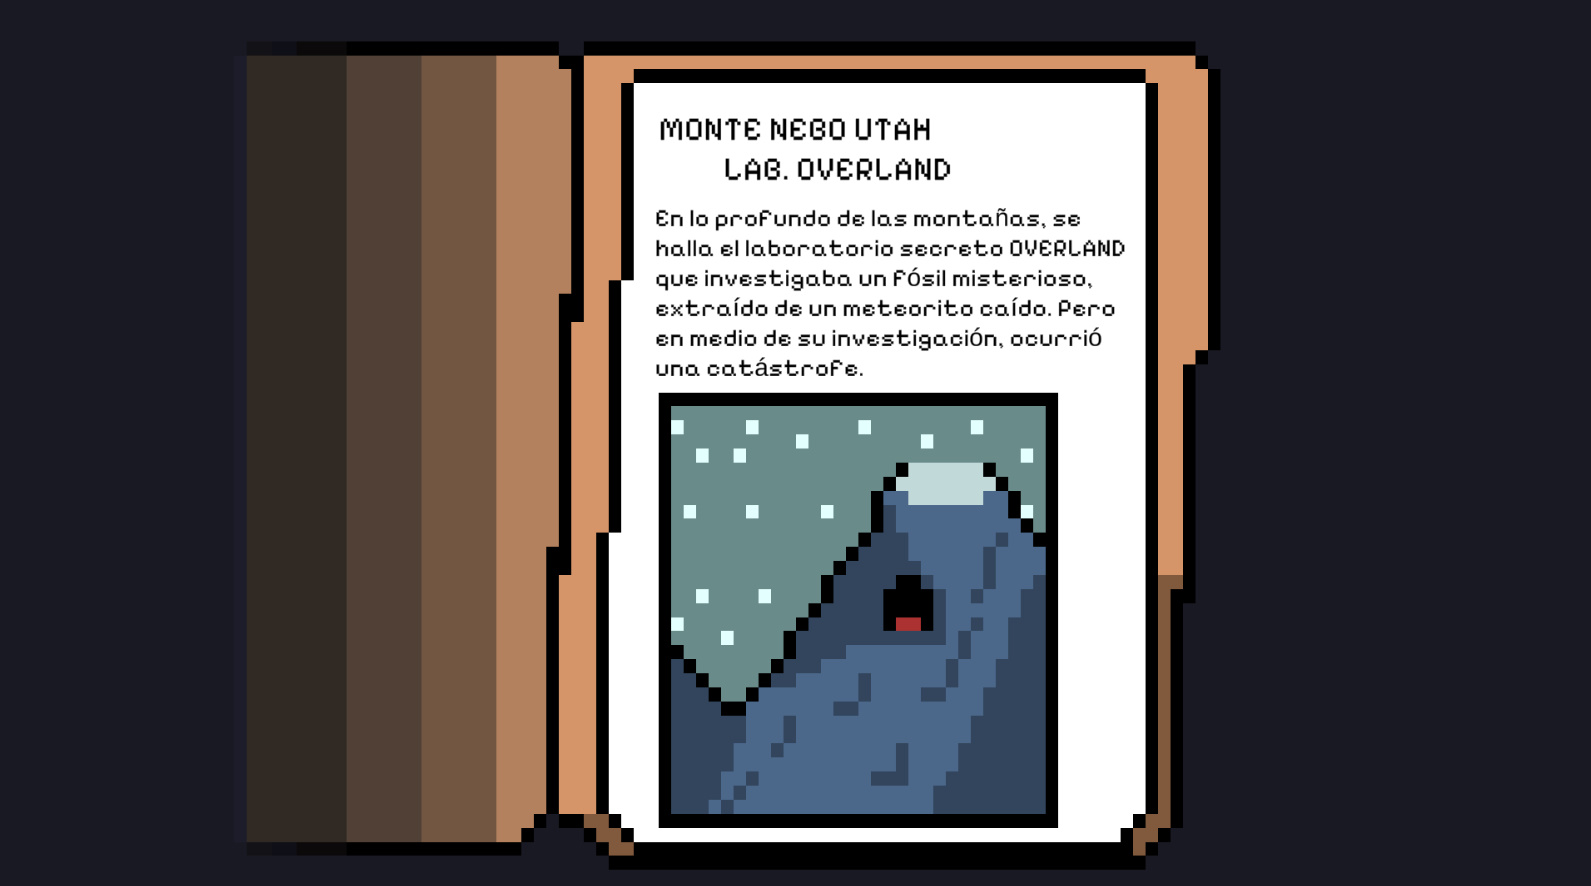 MONTE NEBO UTAH
LAB. OVERLAND
En lo profundo de las montañas, se
halla el laboratorio secreto OVERLAND
que investigaba un fósil misterioso,
extraído de un meteorito caído. Pero
en medio de su investigación, ocurrió
una catástrofe.